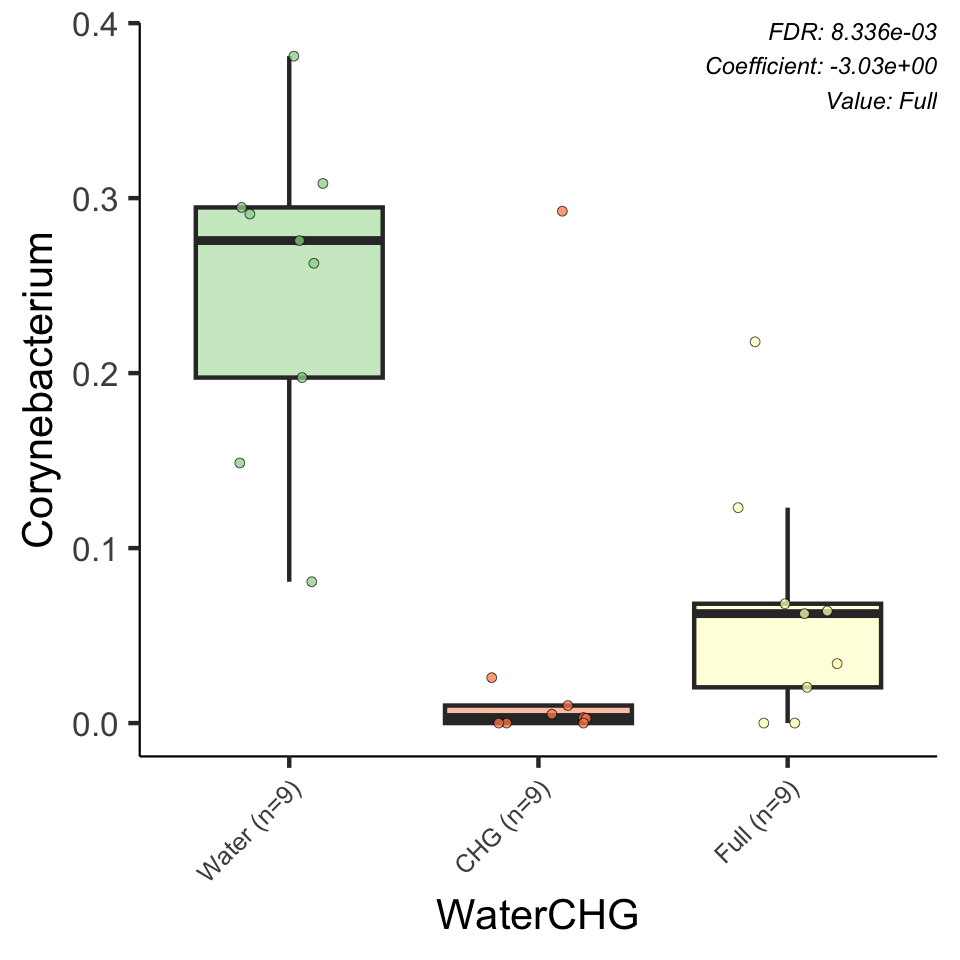 FDR: 8.336e-03
Coefficient: -3.03e+00
Value: Full
Corynebacterium
0.4
0.3
0.2
0.1
0.0
Water (n=9)
CHG (n=9)
Full (n=9)
WaterCHG